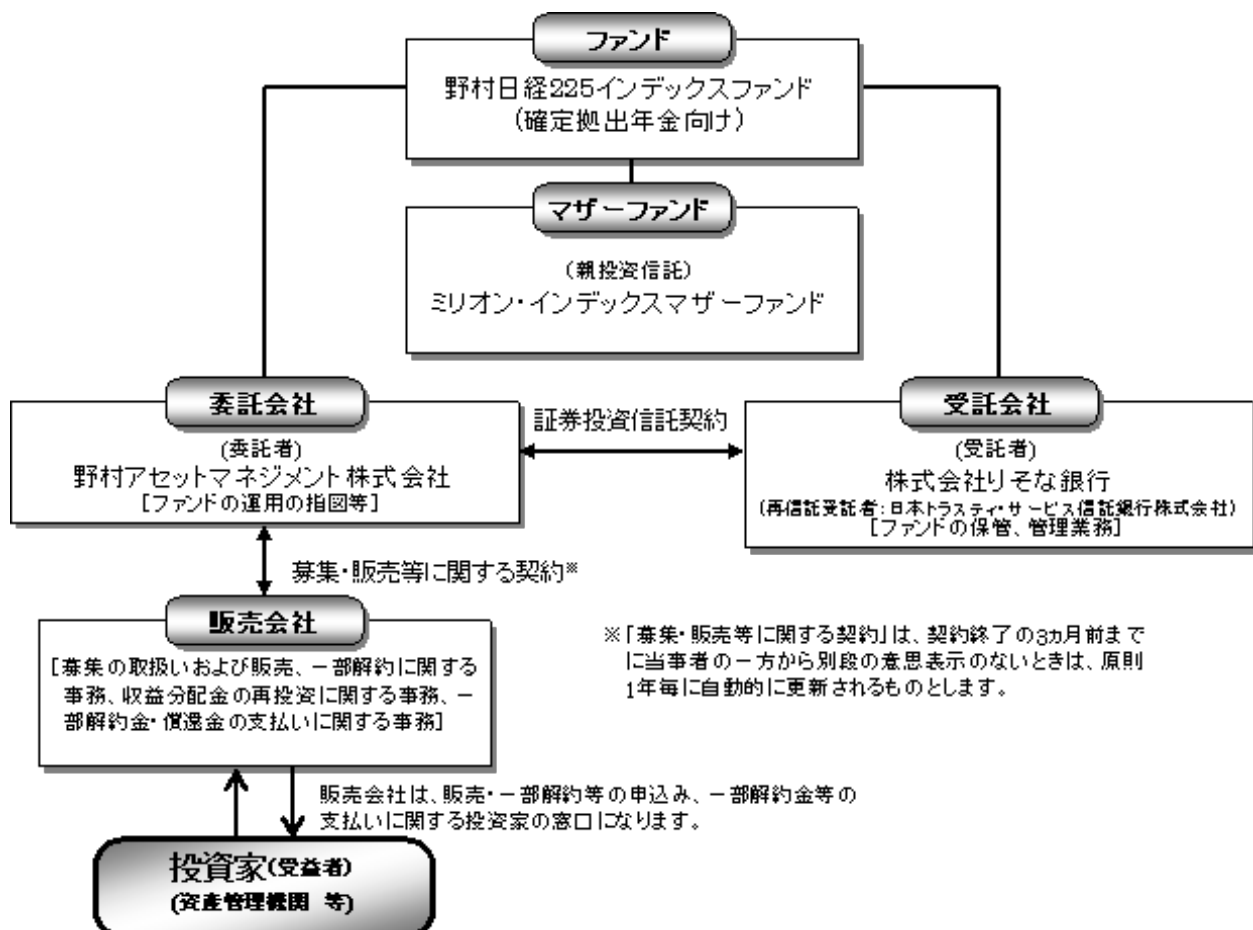 ファンド
野村日経225インデックスファンド
(確定拠出年金向け)
マザーファンド
(親投資信託)
ミリオン・インデックスマザーファンド
委託会社
(委託者)
野村アセットマネジメント株式会社
[ファンドの運用の指図等]
証券投資信託契約
受託会社
(受託者)
株式会社りそな銀行
(再信託受託者:日本トラスティ・サービス信託銀行株式会社)
[ファンドの保管、管理業務]
募集・販売等に関する契約※
販売会社
[募集の取扱いおよび販売、一部解約に関する
事務、収益分配金の再投資に関する事務、一
部解約金・償還金の支払いに関する事務]
※「募集・販売等に関する契約」は、契約終了の3ヵ月前まで
に当事者の一方から別段の意思表示のないときは、原則
1年毎に自動的に更新されるものとします。
販売会社は、販売・一部解約等の申込み、一部解約金等の
支払いに関する投資家の窓口になります。
投資家(受益者)
(資産管理機関 等)